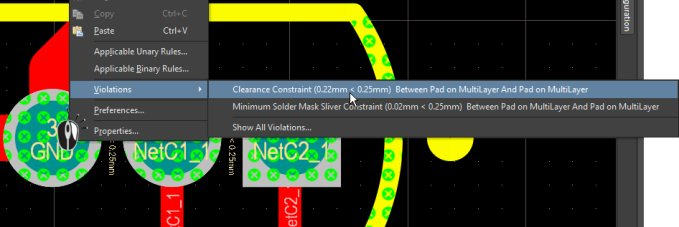 Copy Ctrl+C
Paste Ctrl+V
Applicable Unary Rules...
Applicable Binary Rules...
Violations
Clearance Constraint (0.22mm < 0.25mm) Between Pad on MultiLayer And Pad on MultiLayer
Minimum Solder Mask Sliver Constraint (0.02mm < 0.25mm) Between Pad on MultiLayer And Pad on MultiLayer
Preferences...
Show All Violations...
Properties...
3
GND
NetC1_1
NetC2_1
< 0.25mm
< 0.25mm
C1_1
etC2_
guration